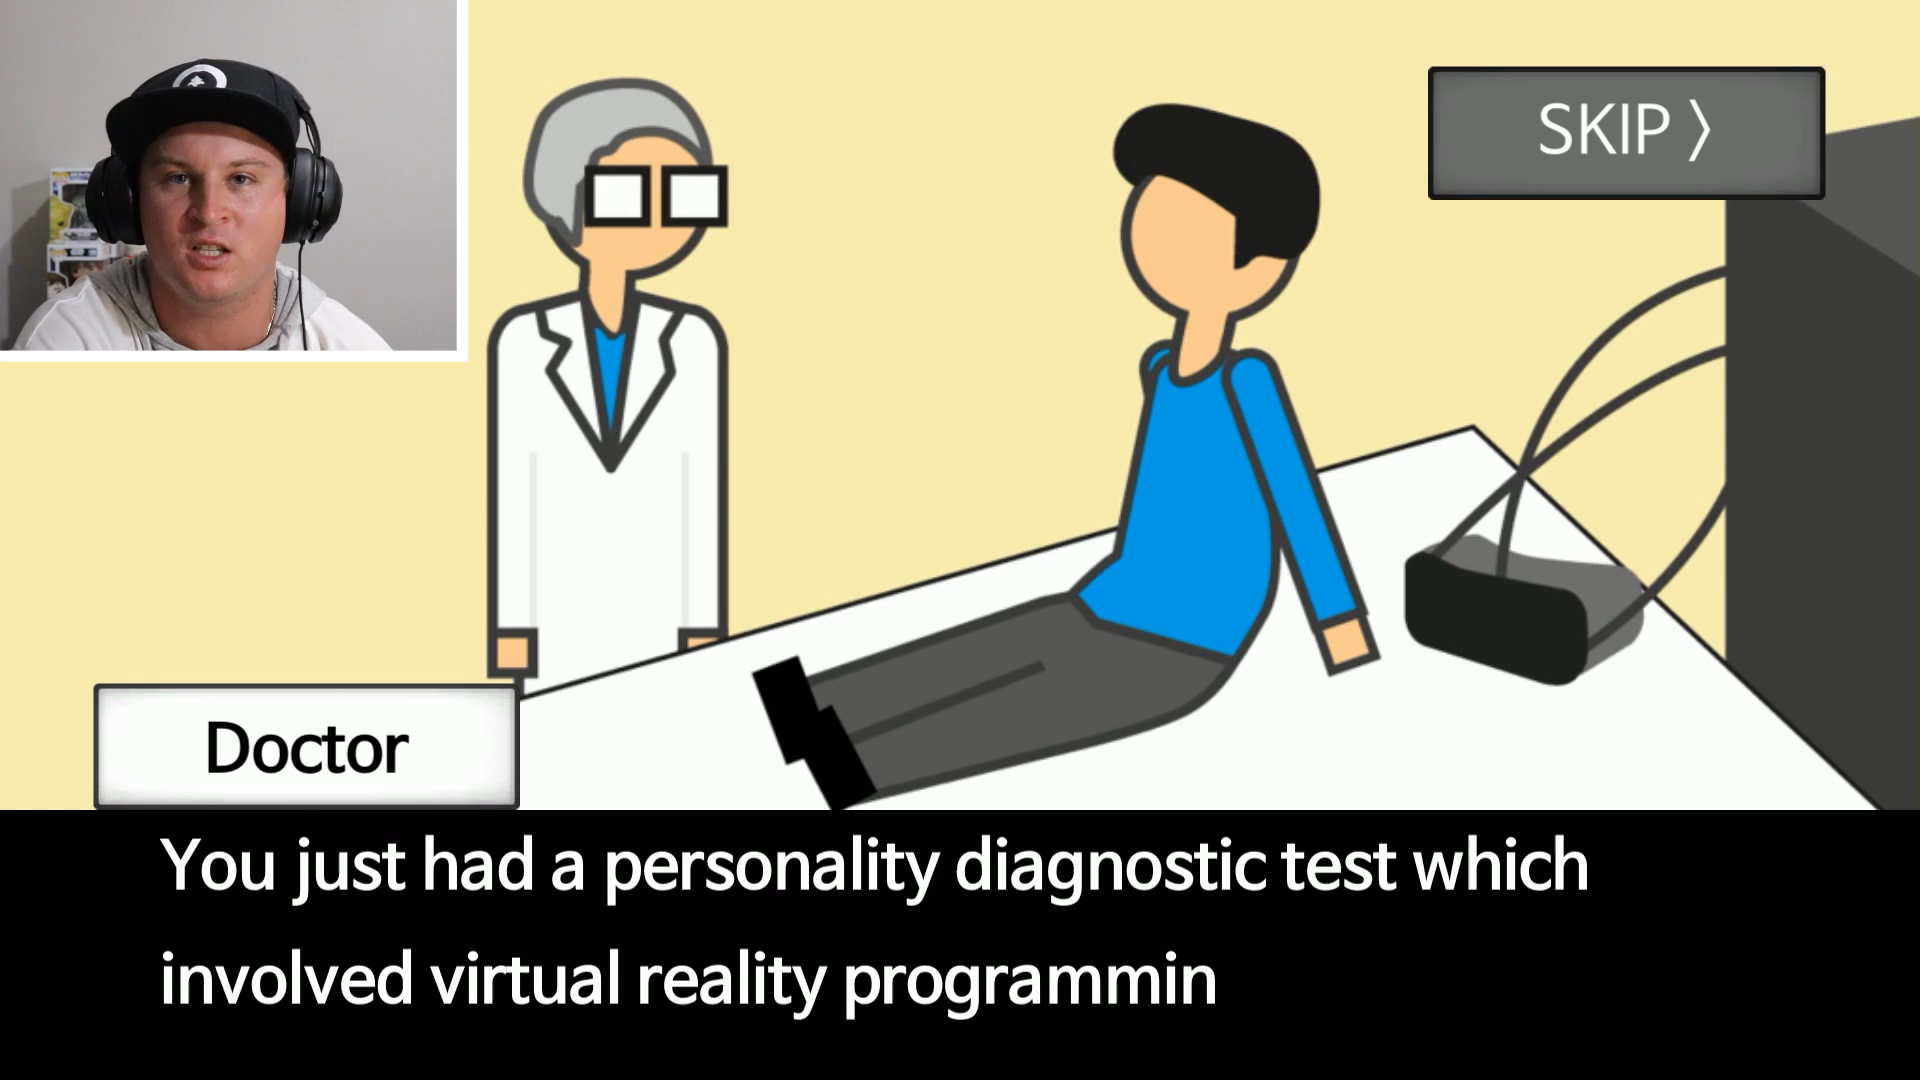 SKIP 〉
Doctor
You just had a personality diagnostic test which
involved virtual reality programmin